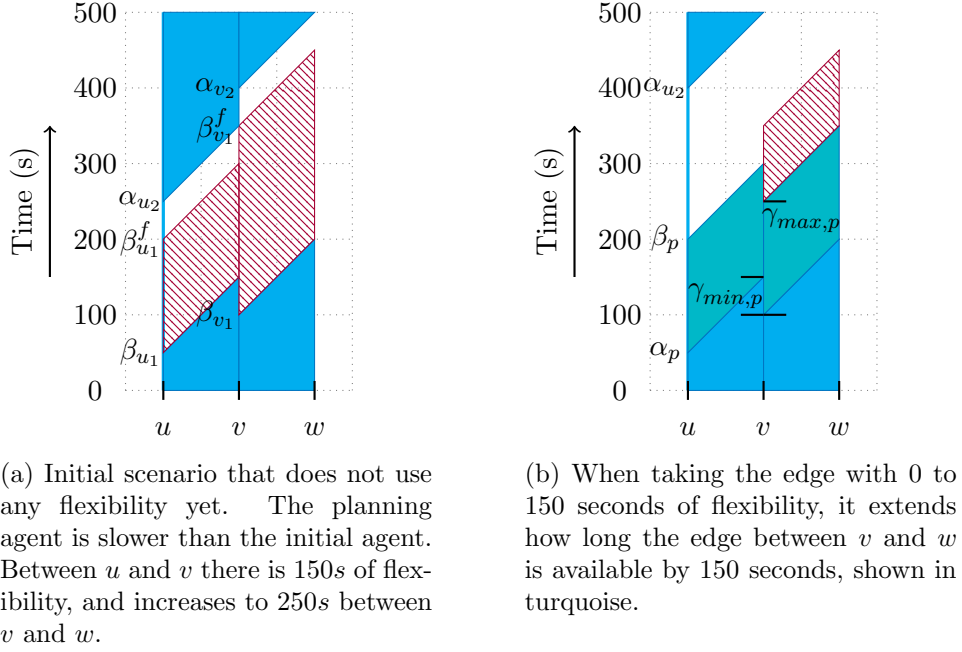 500
400
300
200
100
0
Time (s)
α_{v_2}
β^f_{v_1}
α_{u_2}
β^f_{u_1}
β_{v_1}
β_{u_1}
u v w
500
400
300
200
100
0
Time (s)
α_{u_2}
β_p
γ_{max,p}
γ_{min,p}
α_p
u v w
(a) Initial scenario that does not use
any flexibility yet. The planning
agent is slower than the initial agent.
Between u and v there is 150s of flex-
ibility, and increases to 250s between
v and w.
(b) When taking the edge with 0 to
150 seconds of flexibility, it extends
how long the edge between v and w
is available by 150 seconds, shown in
turquoise.